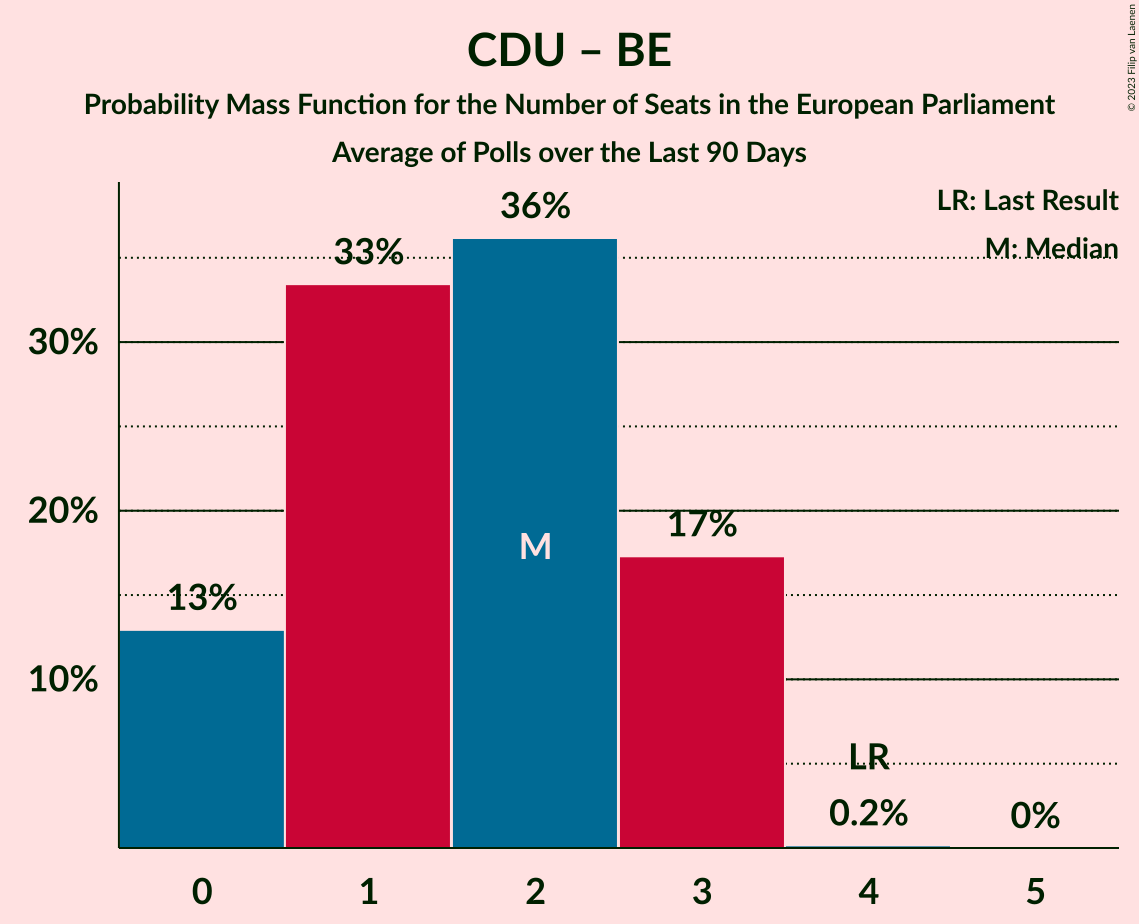 CDU – BE
Probability Mass Function for the Number of Seats in the European Parliament
Average of Polls over the Last 90 Days
© 2023 Filip van Laenen
LR: Last Result
M: Median
36%
33%
30%
20%
17%
M
13%
10%
LR
0.2%
0%
0 1 2 3 4 5